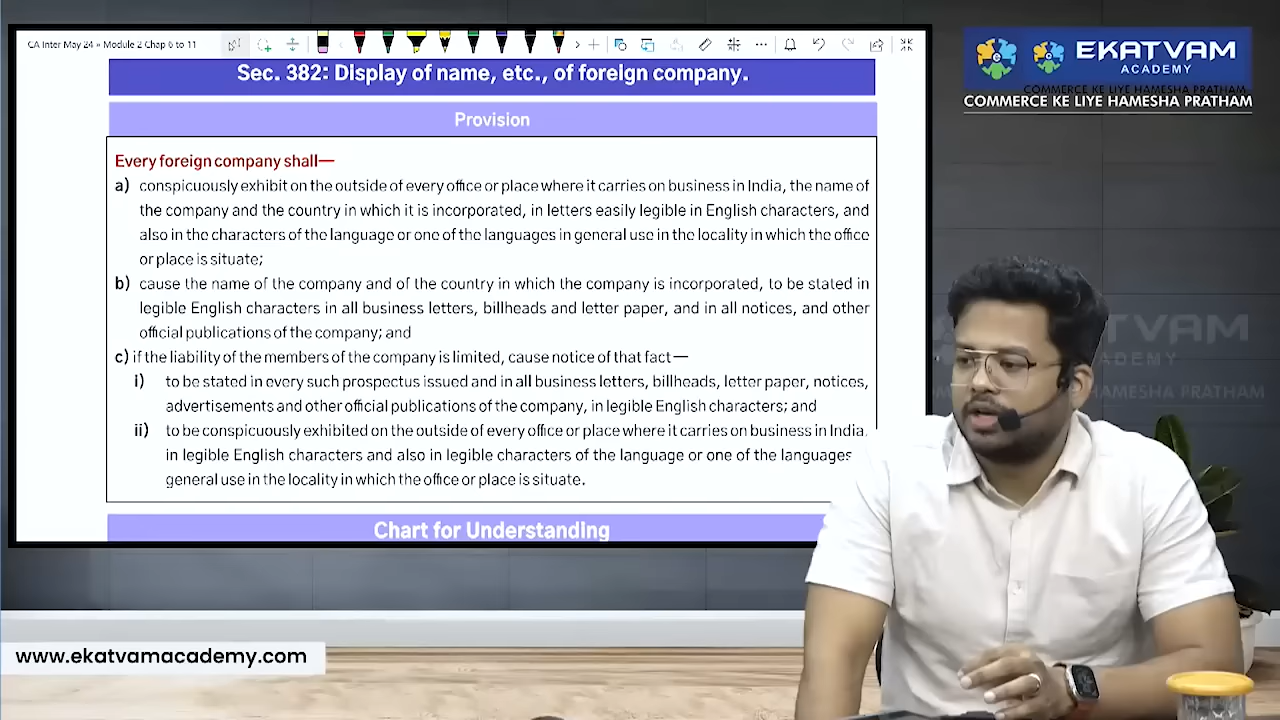 CA Inter May 24 » Module 2 Chap 6 to 11
EKATVAM
ACADEMY
COMMERCE KE LIYE HAMESHA PRATHAM
COMMERCE KE LIYE HAMESHA PRATHAM
Sec. 382: Display of name, etc., of foreign company.
Provision
Every foreign company shall—
a) conspicuously exhibit on the outside of every office or place where it carries on business in India, the name of
the company and the country in which it is incorporated, in letters easily legible in English characters, and
also in the characters of the language or one of the languages in general use in the locality in which the office
or place is situate;
b) cause the name of the company and of the country in which the company is incorporated, to be stated in
legible English characters in all business letters, billheads and letter paper, and in all notices, and other
official publications of the company; and
c) if the liability of the members of the company is limited, cause notice of that fact—
i) to be stated in every such prospectus issued and in all business letters, billheads, letter paper, notices,
advertisements and other official publications of the company, in legible English characters; and
ii) to be conspicuously exhibited on the outside of every office or place where it carries on business in India,
in legible English characters and also in legible characters of the language or one of the languages
general use in the locality in which the office or place is situate.
Chart for Understanding
TVAM
ADEMY
HAMESHA PRATHAM
www.ekatvamacademy.com